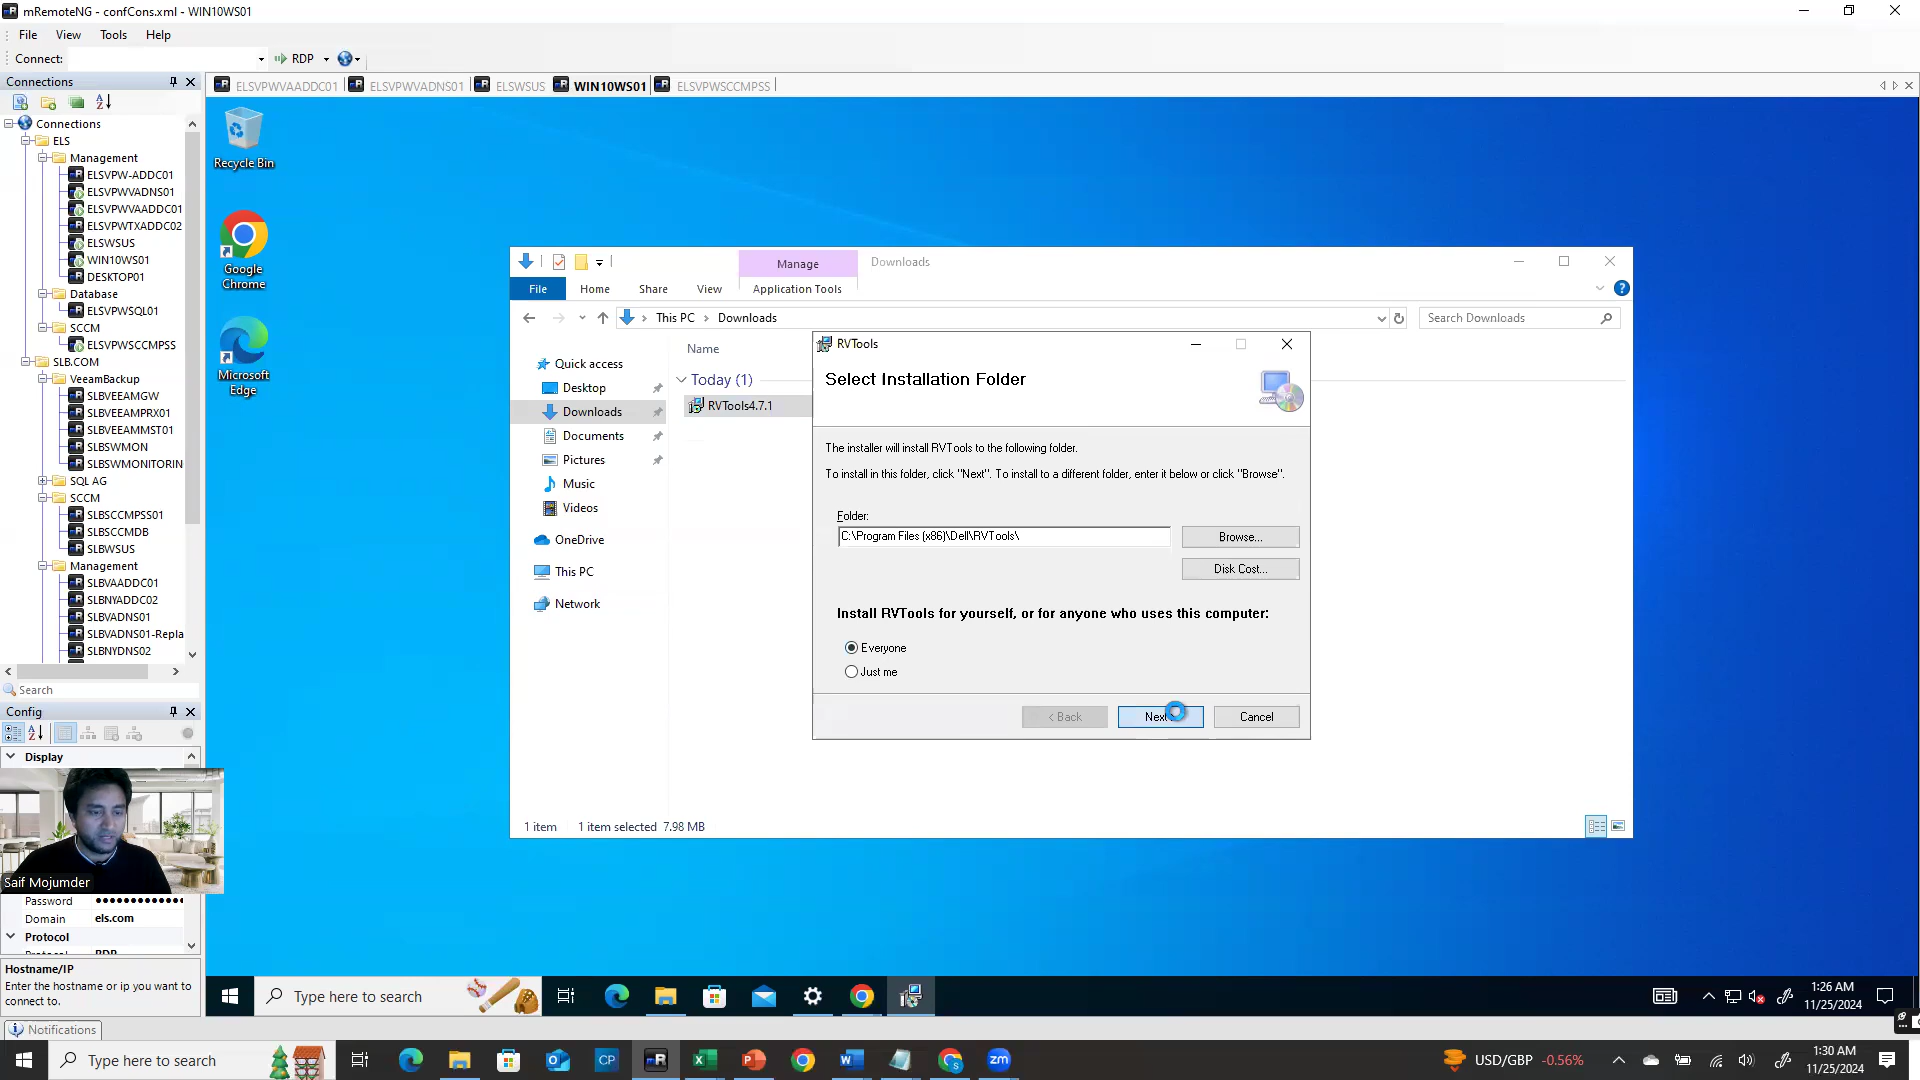 mRemoteNG - confCons.xml - WIN10WS01
File View Tools Help
Connect: RDP
Connections
ELSVPWVAADDC01 ELSVPWVADNS01 ELSWSUS WIN10WS01 ELSVPWSCCMPSS
Connections
ELS
Management
ELSVPW-ADDC01
ELSVPWVADNS01
ELSVPWVAADDC01
ELSVPWTXADDC02
ELSWSUS
WIN10WS01
DESKTOP01
Database
ELSVPWSQL01
SCCM
ELSVPWSCCMPSS
SLB.COM
VeeamBackup
SLBVEEAMGW
SLBVEEAMPRX01
SLBVEEAMMST01
SLBSWMON
SLBSWMONITORIN
SQL AG
SCCM
SLBSCCMPSS01
SLBSCCMDB
SLBWSUS
Management
SLBVAADDC01
SLBNYADDC02
SLBVADNS01
SLBVADNS01-Repla
SLBNYDNS02
Search
Config
Display
Saif Mojumder
Password
Domain els.com
Protocol
Hostname/IP
Enter the hostname or ip you want to
connect to.
Notifications
Recycle Bin
Google
Chrome
Microsoft
Edge
Manage
Downloads
File Home Share View Application Tools
This PC Downloads
Search Downloads
Quick access
Desktop
Downloads
Documents
Pictures
Music
Videos
OneDrive
This PC
Network
Name
Today (1)
RVTools4.7.1
1 item 1 item selected 7.98 MB
RVTools
Select Installation Folder
The installer will install RVTools to the following folder.
To install in this folder, click "Next". To install to a different folder, enter it below or click "Browse".
Folder:
C:\Program Files (x86)\Dell\RVTools\
Browse...
Disk Cost...
Install RVTools for yourself, or for anyone who uses this computer:
Everyone
Just me
< Back Next Cancel
Type here to search
1:26 AM
11/25/2024
Type here to search
CP
zm
USD/GBP -0.56%
1:30 AM
11/25/2024